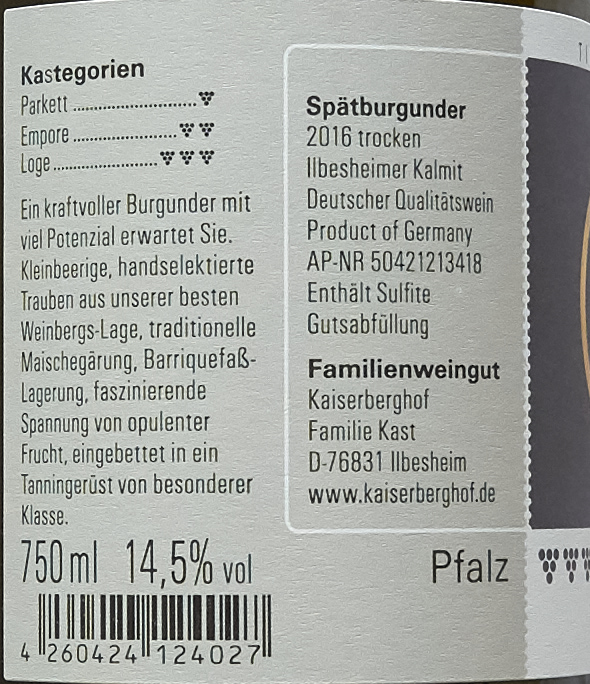 Kastegorien
Parkett
Empore
Loge
Ein kraftvoller Burgunder mit
viel Potenzial erwartet Sie.
Kleinbeerige, handselektierte
Trauben aus unserer besten
Weinbergs-Lage, traditionelle
Maischegärung, Barriquefaß-
Lagerung, faszinierende
Spannung von opulenter
Frucht, eingebettet in ein
Tanningerüst von besonderer
Klasse.
750 ml 14,5% vol
4 260424 124027
Spätburgunder
2016 trocken
Ilbesheimer Kalmit
Deutscher Qualitätswein
Product of Germany
AP-NR 50421213418
Enthält Sulfite
Gutsabfüllung
Familienweingut
Kaiserberghof
Familie Kast
D-76831 Ilbesheim
www.kaiserberghof.de
Pfalz